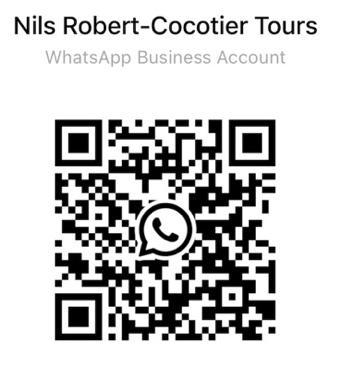 Nils Robert-Cocotier Tours
WhatsApp Business Account